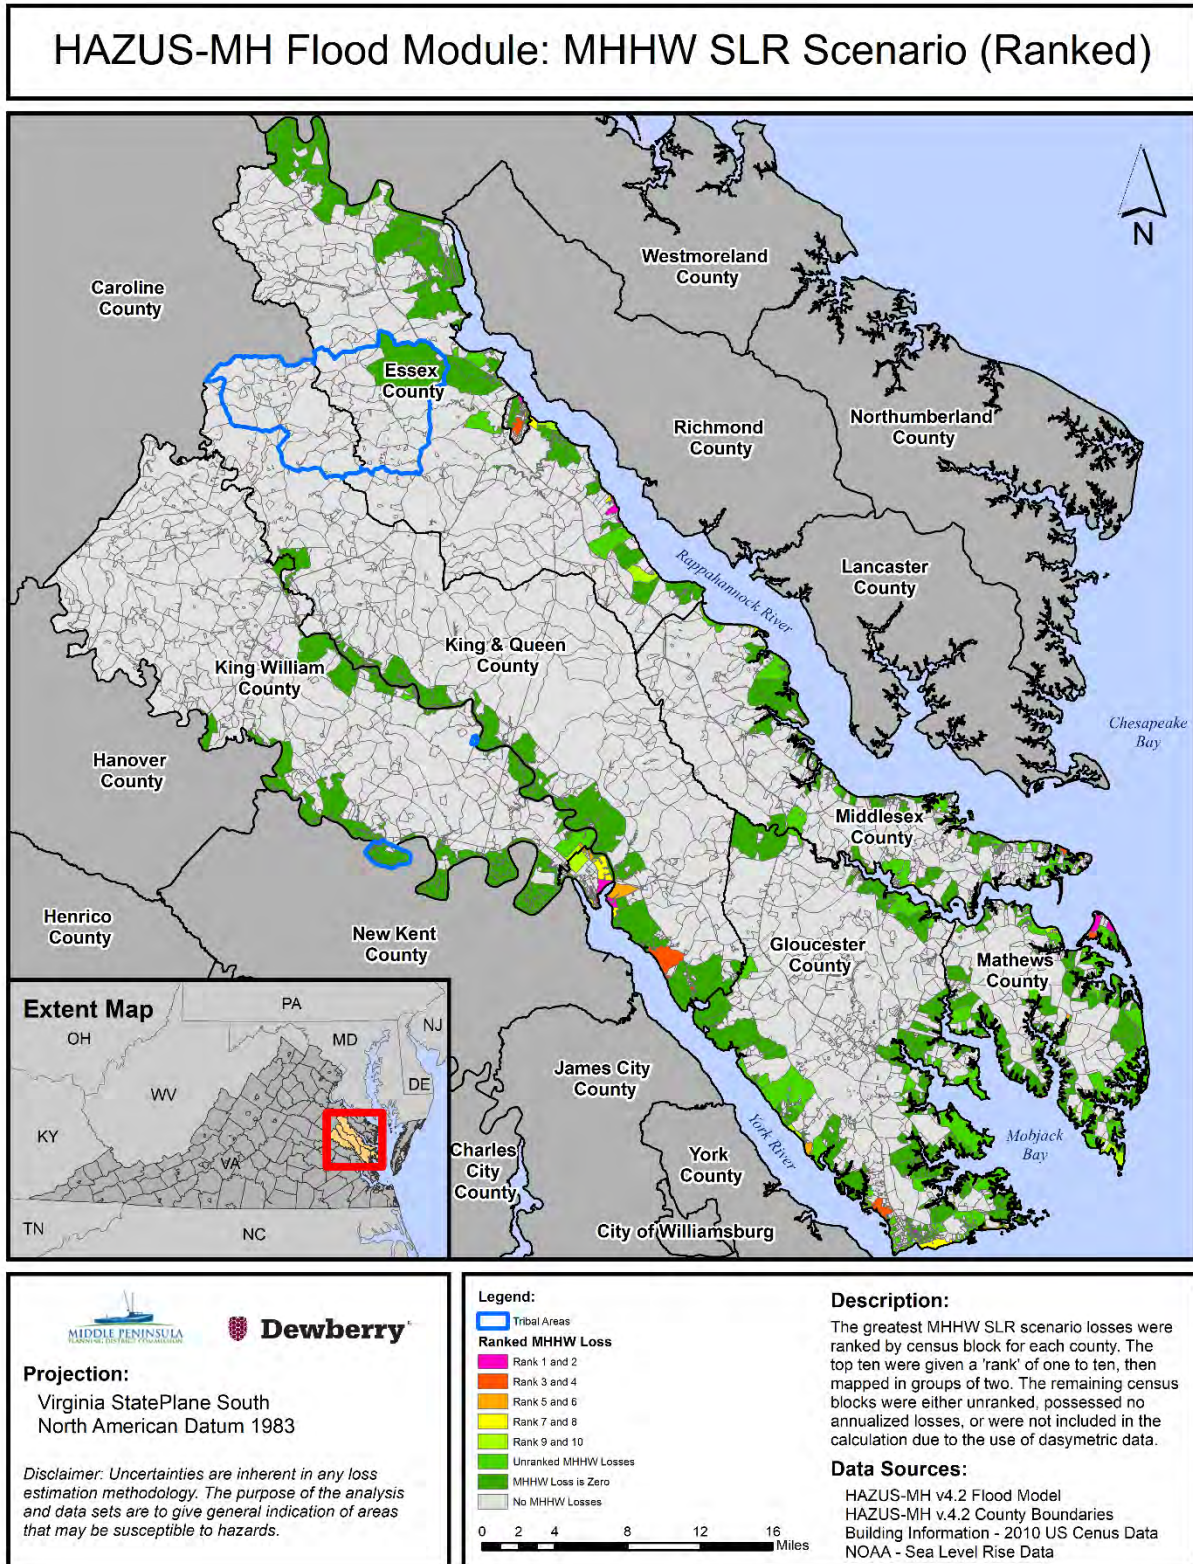 HAZUS-MH Flood Module: MHHW SLR Scenario (Ranked)
N
Westmoreland
County
Caroline
County
Essex
County
Richmond
County
Northumberland
County
Rappahannock River
Lancaster
County
King & Queen
County
King William
County
Chesapeake
Bay
Hanover
County
Middlesex
County
Henrico
County
New Kent
County
Gloucester
County
Mathews
County
James City
County
York River
Mobjack
Bay
Charles
City
County
York
County
City of Williamsburg
Extent Map
PA
OH
MD
NJ
WV
DE
KY
VA
TN
NC
MIDDLE PENINSULA
PLANNING DISTRICT COMMISSION
Dewberry
Projection:
Virginia StatePlane South
North American Datum 1983
Disclaimer: Uncertainties are inherent in any loss
estimation methodology. The purpose of the analysis
and data sets are to give general indication of areas
that may be susceptible to hazards.
Legend:
Tribal Areas
Ranked MHHW Loss
Rank 1 and 2
Rank 3 and 4
Rank 5 and 6
Rank 7 and 8
Rank 9 and 10
Unranked MHHW Losses
MHHW Loss is Zero
No MHHW Losses
0 2 4 8 12 16
Miles
Description:
The greatest MHHW SLR scenario losses were
ranked by census block for each county. The
top ten were given a 'rank' of one to ten, then
mapped in groups of two. The remaining census
blocks were either unranked, possessed no
annualized losses, or were not included in the
calculation due to the use of dasymetric data.
Data Sources:
HAZUS-MH v4.2 Flood Model
HAZUS-MH v.4.2 County Boundaries
Building Information - 2010 US Cenus Data
NOAA - Sea Level Rise Data